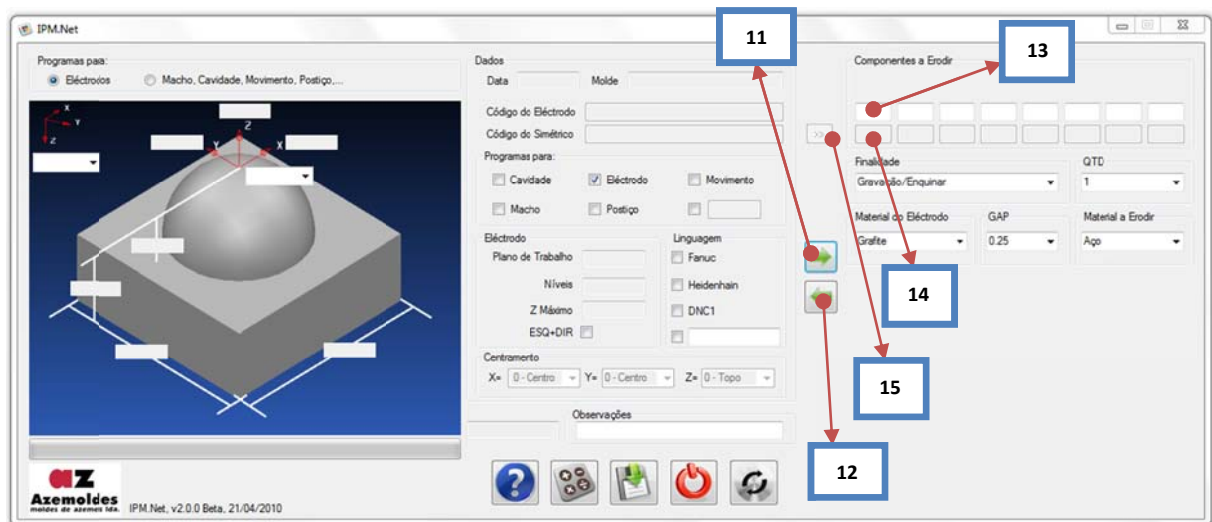 IPM.Net
11
13
Programas para:
Eléctrodos
Macho, Cavidade, Movimento, Postiço,...
Dados
Data
Molde
Código do Eléctrodo
Código do Simétrico
Programas para:
Cavidade
Eléctrodo
Movimento
Macho
Postiço
Eléctrodo
Plano de Trabalho
Níveis
Z Máximo
ESQ+DIR
Linguagem
Fanuc
Heidenhain
DNC1
Centramento
X= 0 - Centro Y= 0 - Centro Z= 0 - Topo
Observações
>>
Componentes a Erodir
Finalidade
QTD
Gravação/Enquinar
1
Material do Eléctrodo
GAP
Material a Erodir
Grafite
0.25
Aço
14
15
12
X
Y
Z
Z
Y
X
az
Azemoldes
moldes de azemeis lda.
IPM.Net, v2.0.0 Beta, 21/04/2010